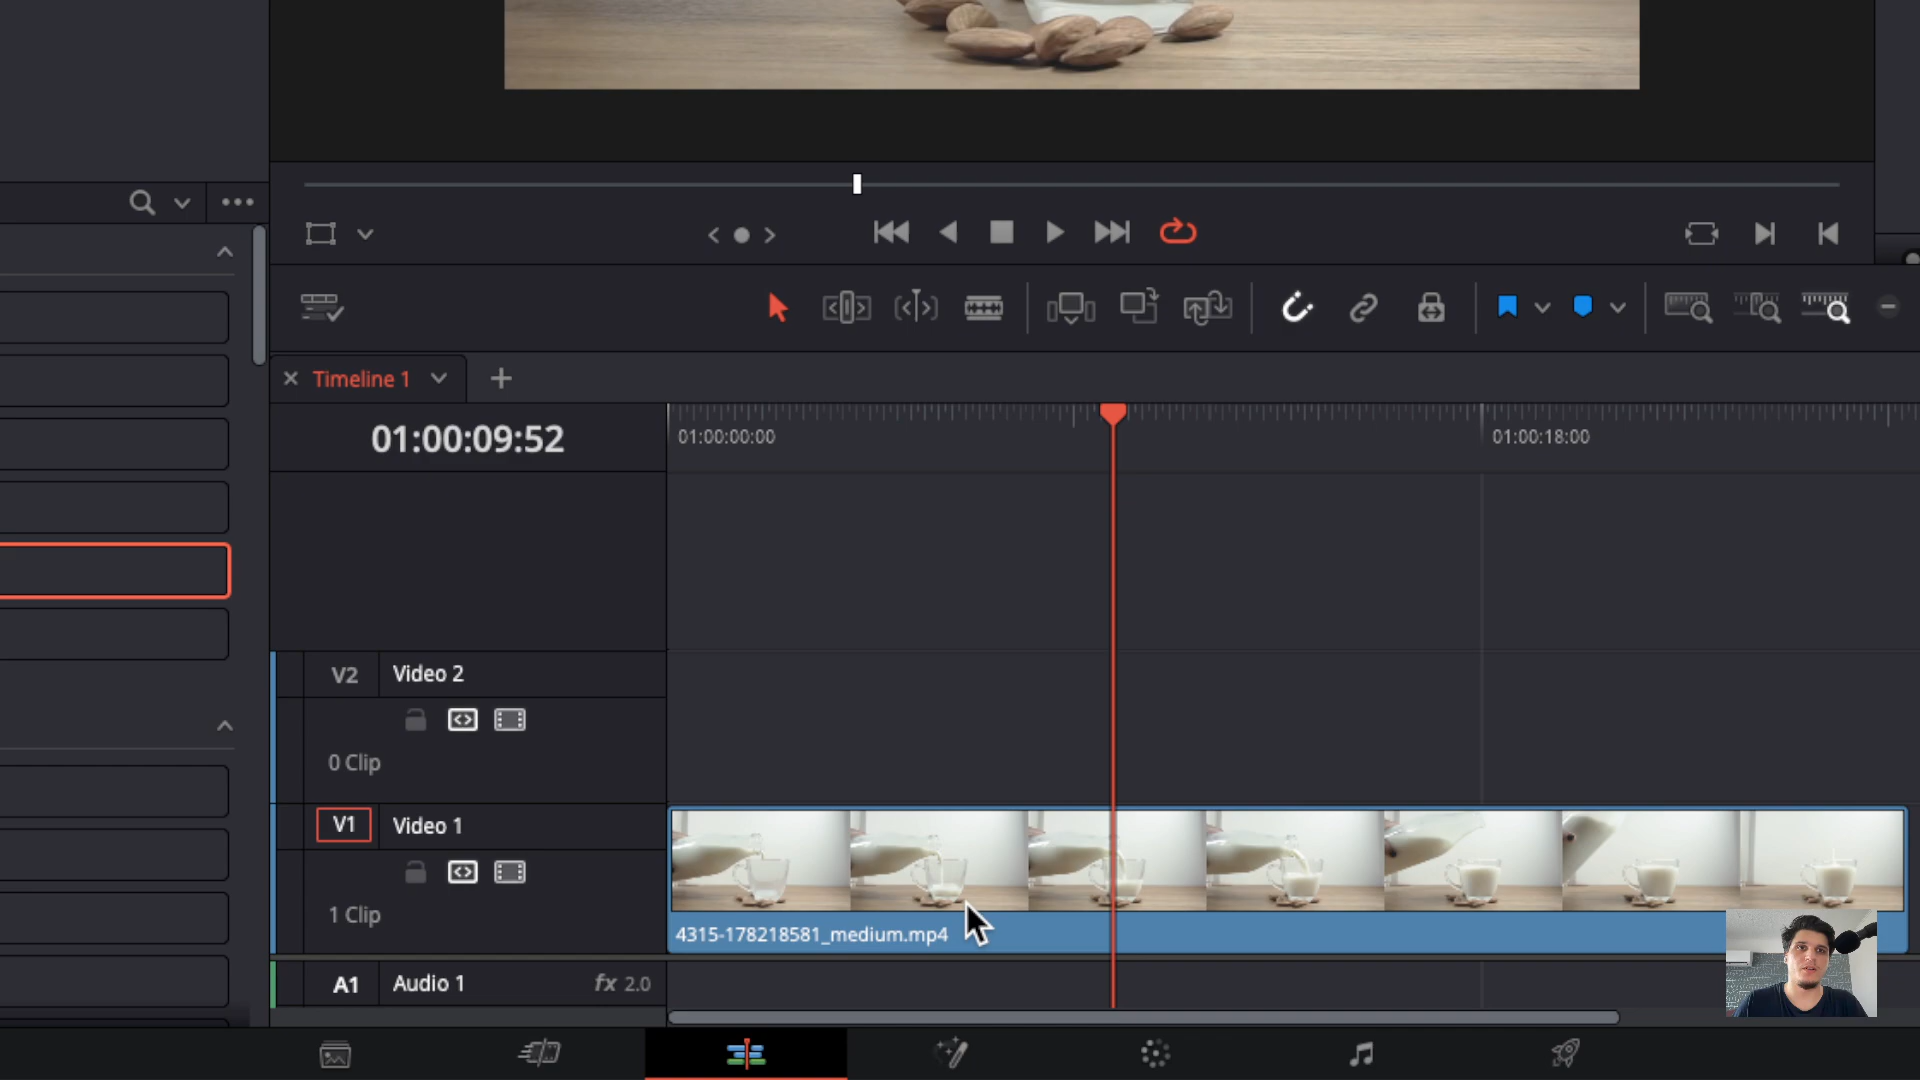 Timeline 1
01:00:09:52
01:00:00:00
01:00:18:00
V2
Video 2
0 Clip
V1
Video 1
1 Clip
4315-178218581_medium.mp4
A1
Audio 1
fx 2.0